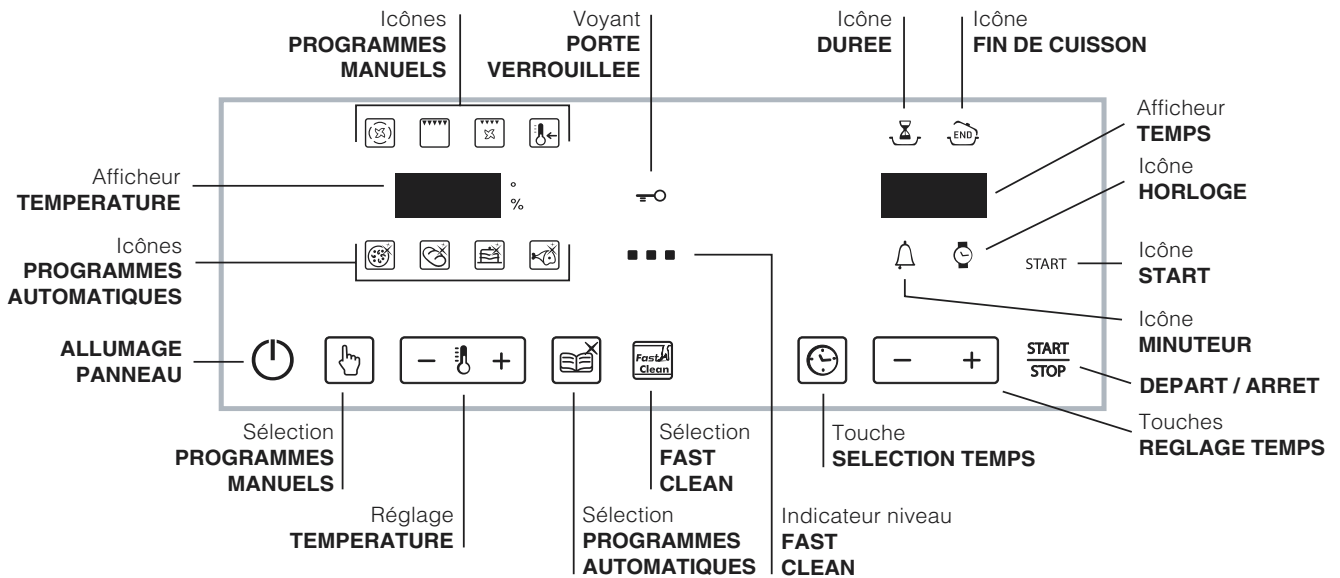 Icônes
PROGRAMMES
MANUELS
Voyant
PORTE
VERROUILLEE
Icône
DUREE
Icône
FIN DE CUISSON
Afficheur
TEMPERATURE
°
%
END
Afficheur
TEMPS
Icône
HORLOGE
Icônes
PROGRAMMES
AUTOMATIQUES
START
Icône
START
Icône
MINUTEUR
ALLUMAGE
PANNEAU
− +
Fast
Clean
− +
START
STOP
DEPART / ARRET
Sélection
PROGRAMMES
MANUELS
Sélection
FAST
CLEAN
Touche
SELECTION TEMPS
Touches
REGLAGE TEMPS
Réglage
TEMPERATURE
Sélection
PROGRAMMES
AUTOMATIQUES
Indicateur niveau
FAST
CLEAN